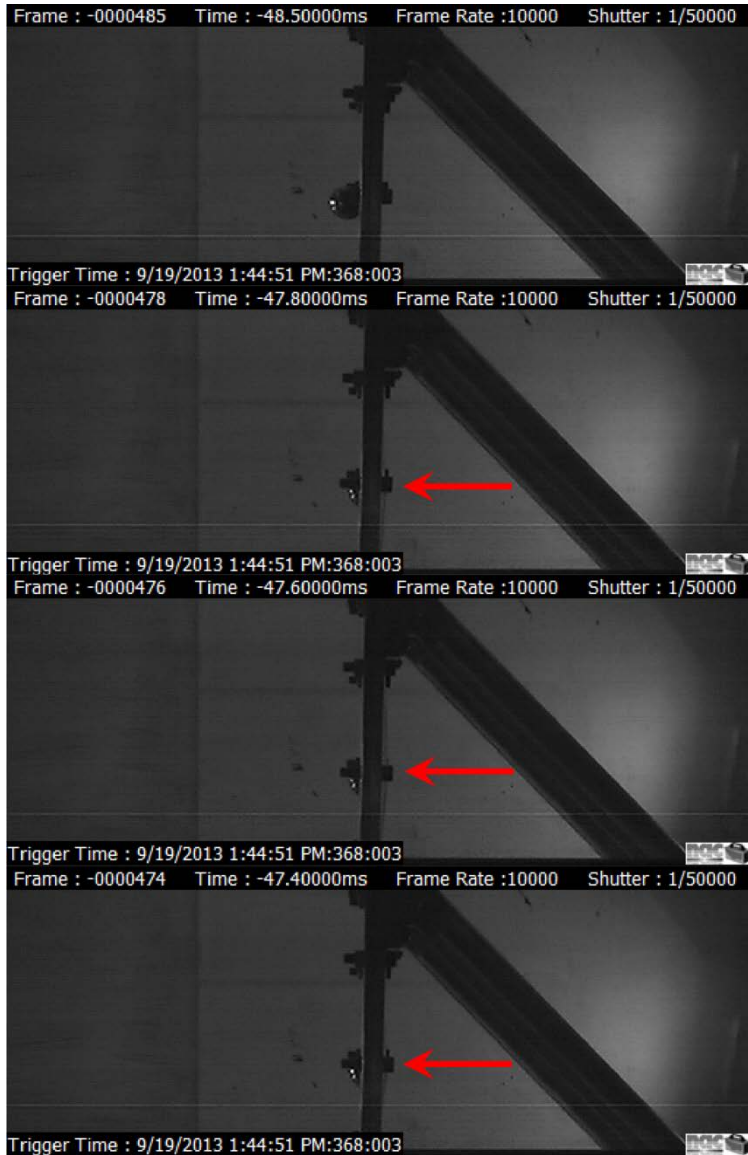 Frame : -0000485 Time : -48.50000ms Frame Rate :10000 Shutter : 1/50000
Trigger Time : 9/19/2013 1:44:51 PM:368:003 nac
Frame : -0000478 Time : -47.80000ms Frame Rate :10000 Shutter : 1/50000
Trigger Time : 9/19/2013 1:44:51 PM:368:003 nac
Frame : -0000476 Time : -47.60000ms Frame Rate :10000 Shutter : 1/50000
Trigger Time : 9/19/2013 1:44:51 PM:368:003 nac
Frame : -0000474 Time : -47.40000ms Frame Rate :10000 Shutter : 1/50000
Trigger Time : 9/19/2013 1:44:51 PM:368:003 nac